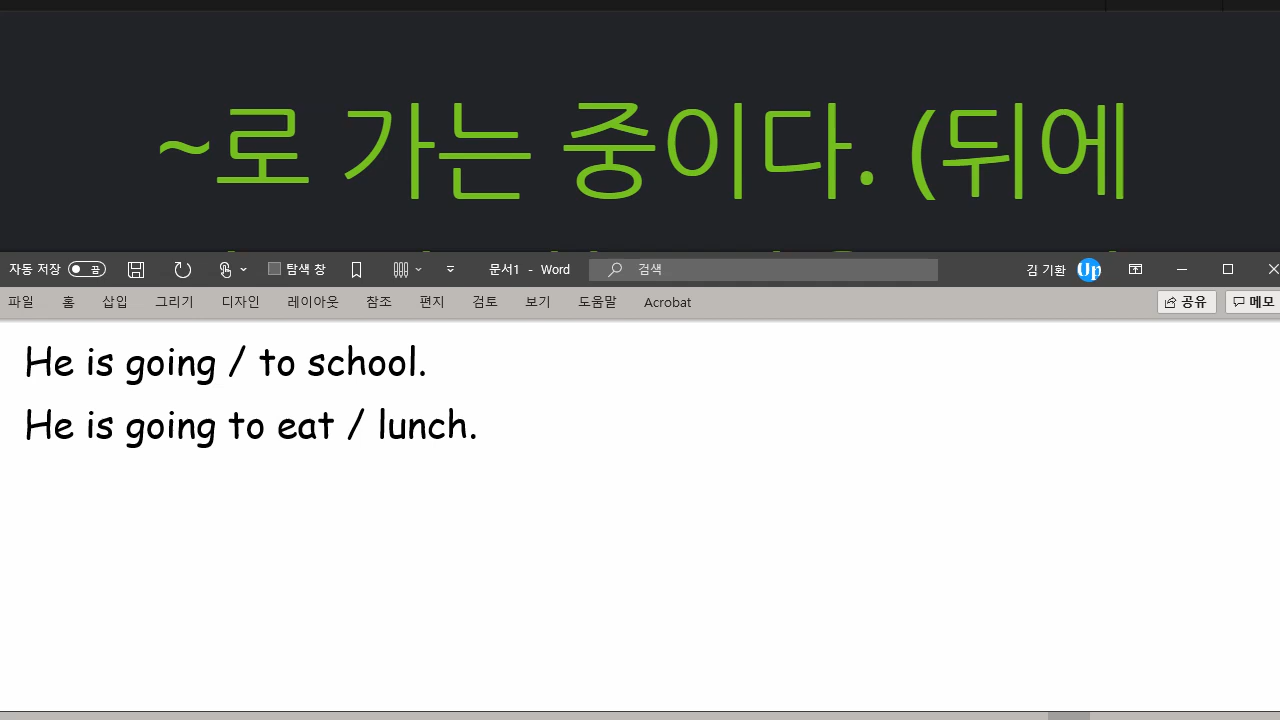 ~로 가는 중이다. (뒤에
자동 저장 끔 탐색 창 문서1 - Word 검색 김 기환 Up
파일 홈 삽입 그리기 디자인 레이아웃 참조 편지 검토 보기 도움말 Acrobat 공유 메모
He is going / to school.
He is going to eat / lunch.